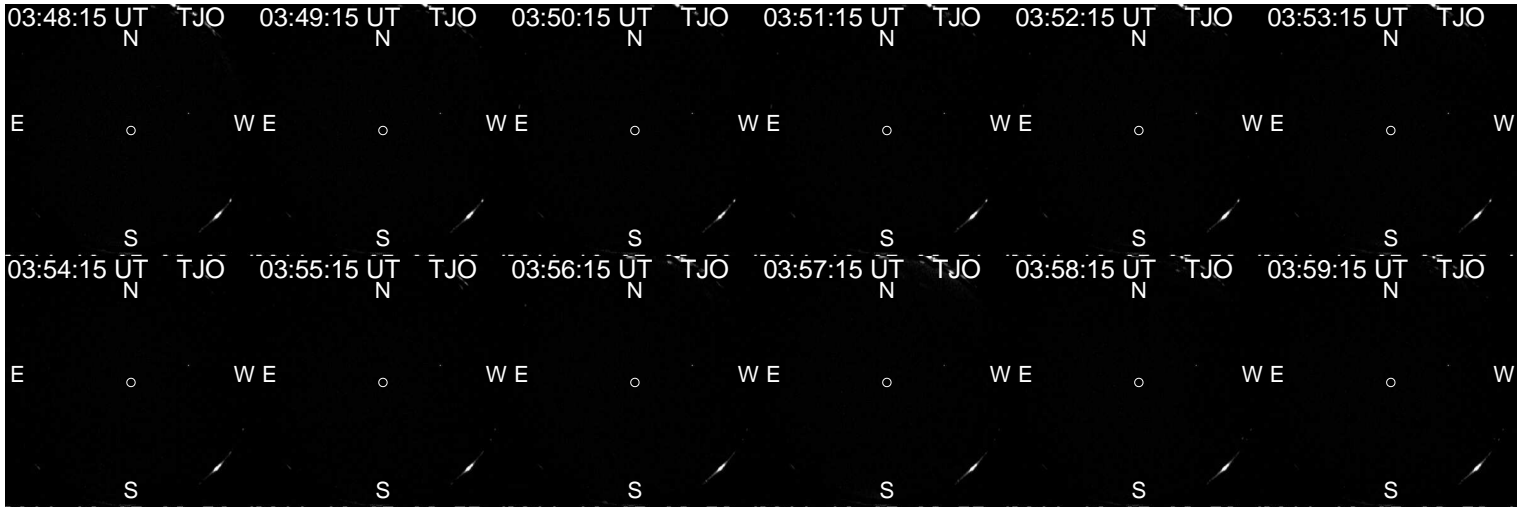 03:48:15 UT TJO 03:49:15 UT TJO 03:50:15 UT TJO 03:51:15 UT TJO 03:52:15 UT TJO 03:53:15 UT TJO
N N N N N N
E W E W E W E W E W E W
S S S S S S
03:54:15 UT TJO 03:55:15 UT TJO 03:56:15 UT TJO 03:57:15 UT TJO 03:58:15 UT TJO 03:59:15 UT TJO
N N N N N N
E W E W E W E W E W E W
S S S S S S